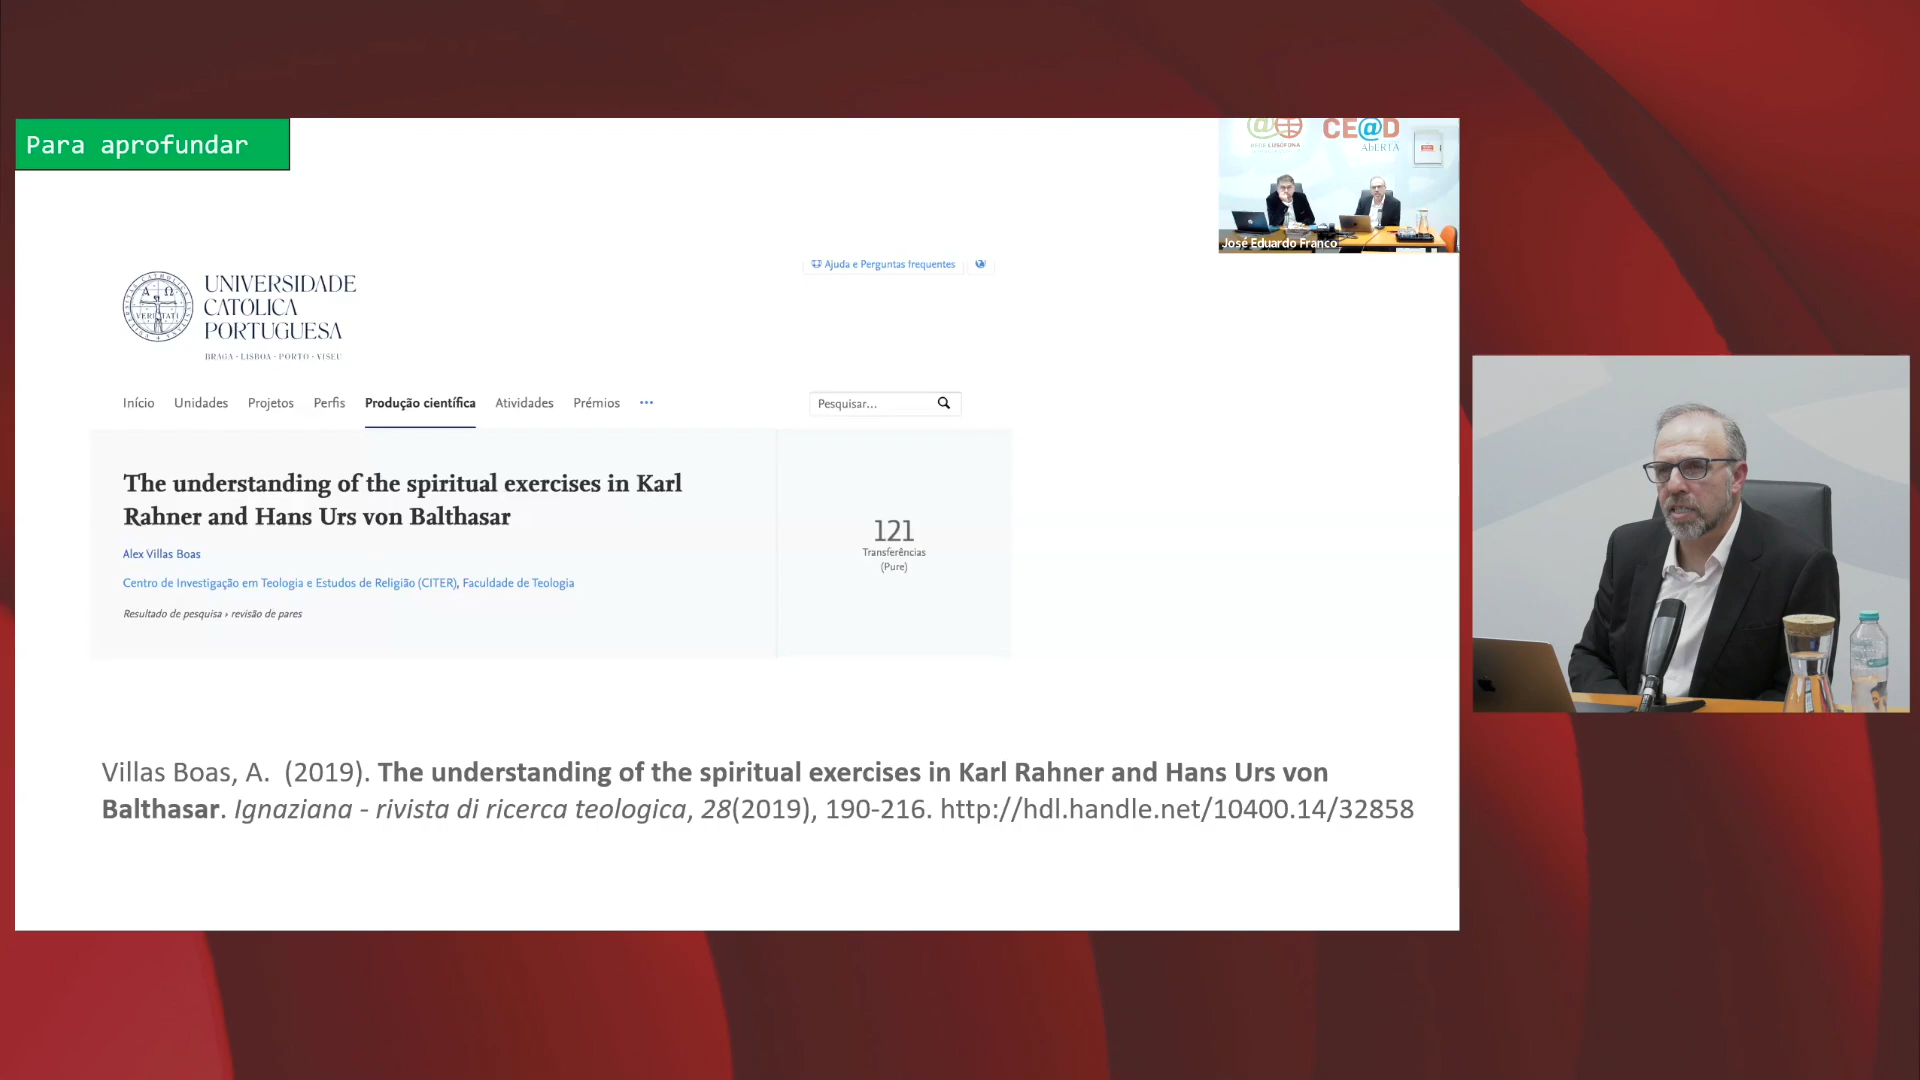 Para aprofundar
CE@D
REDE LUSÓFONA
AbERTA
José Eduardo Franco
Ajuda e Perguntas frequentes
UNIVERSIDADE
CATÓLICA
PORTUGUESA
BRAGA · LISBOA · PORTO · VISEU
A Ω
VERITATI
Início Unidades Projetos Perfis Produção científica Atividades Prémios ···
Pesquisar...
The understanding of the spiritual exercises in Karl
Rahner and Hans Urs von Balthasar
Alex Villas Boas
Centro de Investigação em Teologia e Estudos de Religião (CITER), Faculdade de Teologia
Resultado de pesquisa › revisão de pares
121
Transferências
(Pure)
Villas Boas, A. (2019). The understanding of the spiritual exercises in Karl Rahner and Hans Urs von
Balthasar. Ignaziana - rivista di ricerca teologica, 28(2019), 190-216. http://hdl.handle.net/10400.14/32858